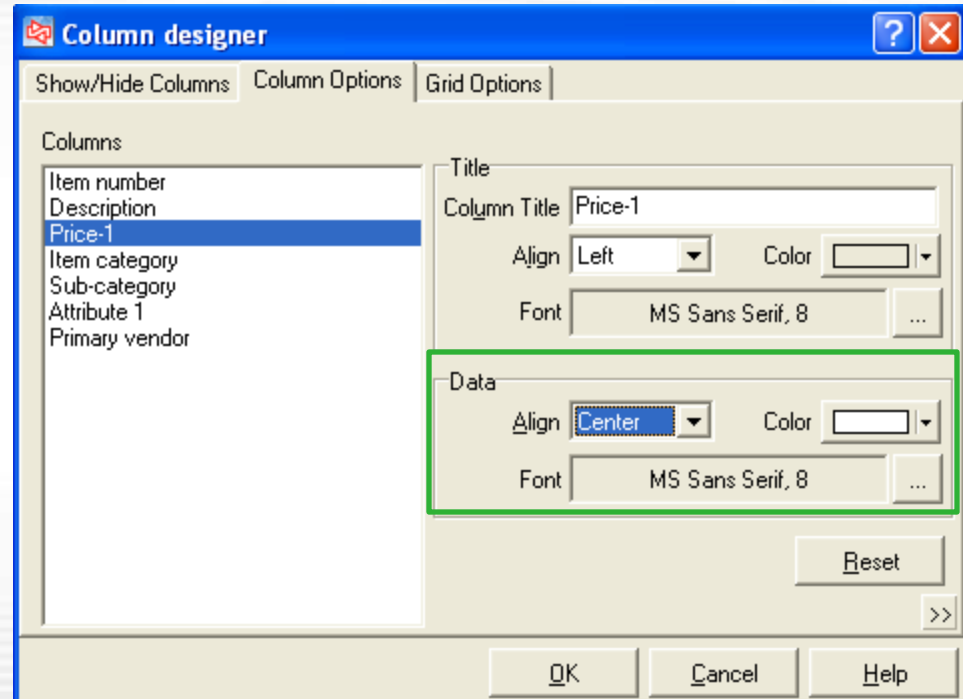 Column designer
Show/Hide Columns Column Options Grid Options
Columns
Item number
Description
Price-1
Item category
Sub-category
Attribute 1
Primary vendor
Title
Column Title Price-1
Align Left Color
Font MS Sans Serif, 8 ...
Data
Align Center Color
Font MS Sans Serif, 8 ...
Reset
>>
OK Cancel Help